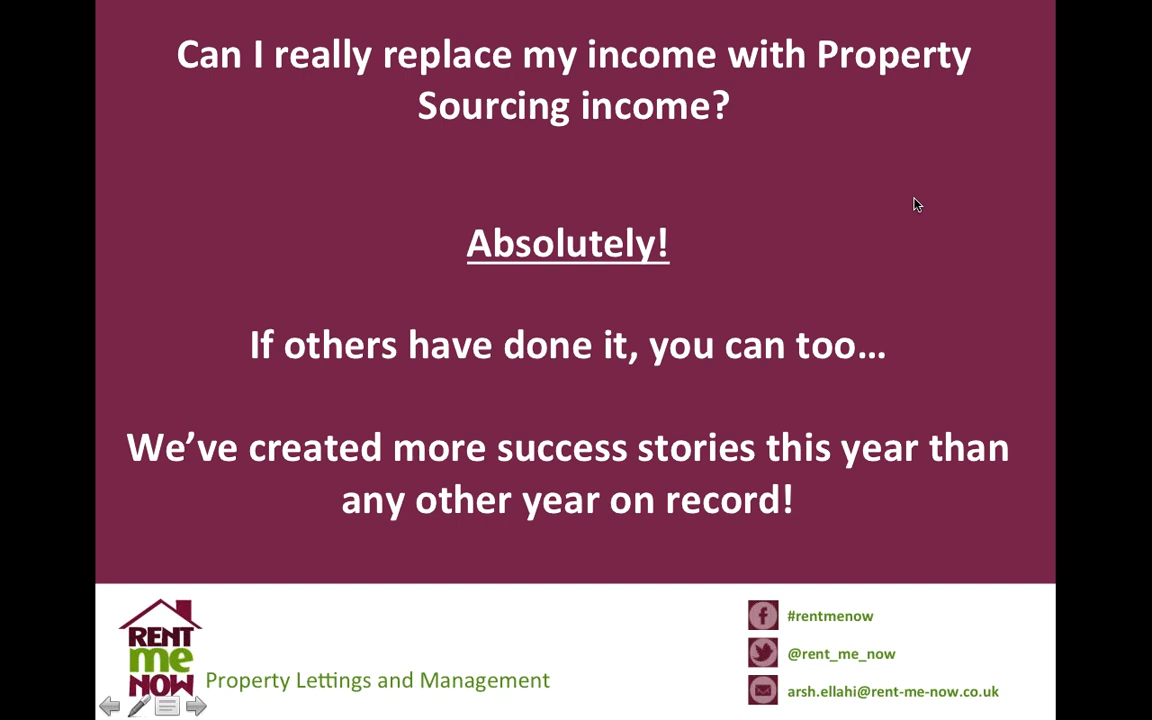 Can I really replace my income with Property
Sourcing income?
Absolutely!
If others have done it, you can too…
We’ve created more success stories this year than
any other year on record!
RENT
me
NOW
Property Lettings and Management
#rentmenow
@rent_me_now
arsh.ellahi@rent-me-now.co.uk